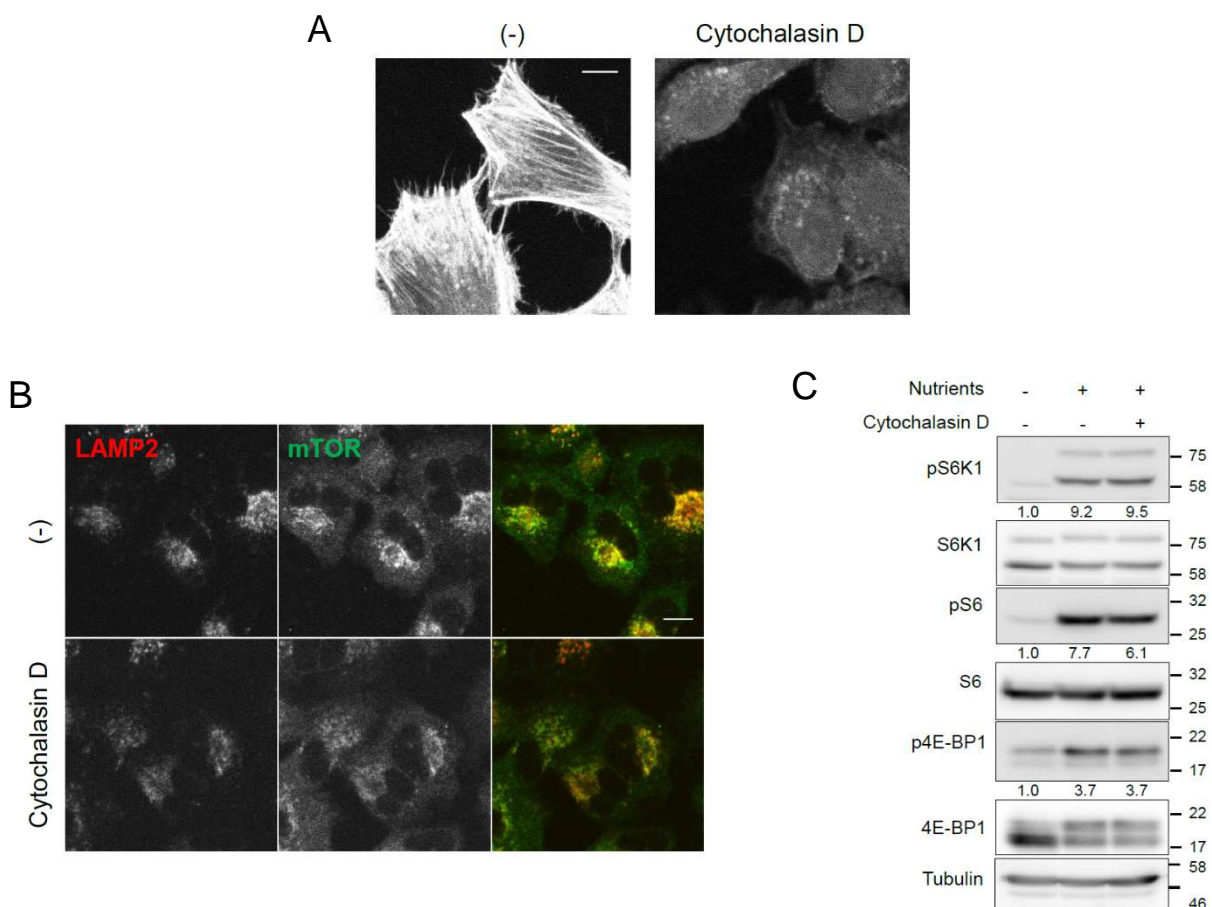 A
(-)
Cytochalasin D
B
LAMP2
mTOR
(-)
Cytochalasin D
C
Nutrients - + +
Cytochalasin D - - +
pS6K1
75
58
1.0 9.2 9.5
S6K1
75
58
pS6
32
25
1.0 7.7 6.1
S6
32
25
p4E-BP1
22
17
1.0 3.7 3.7
4E-BP1
22
17
Tubulin
58
46